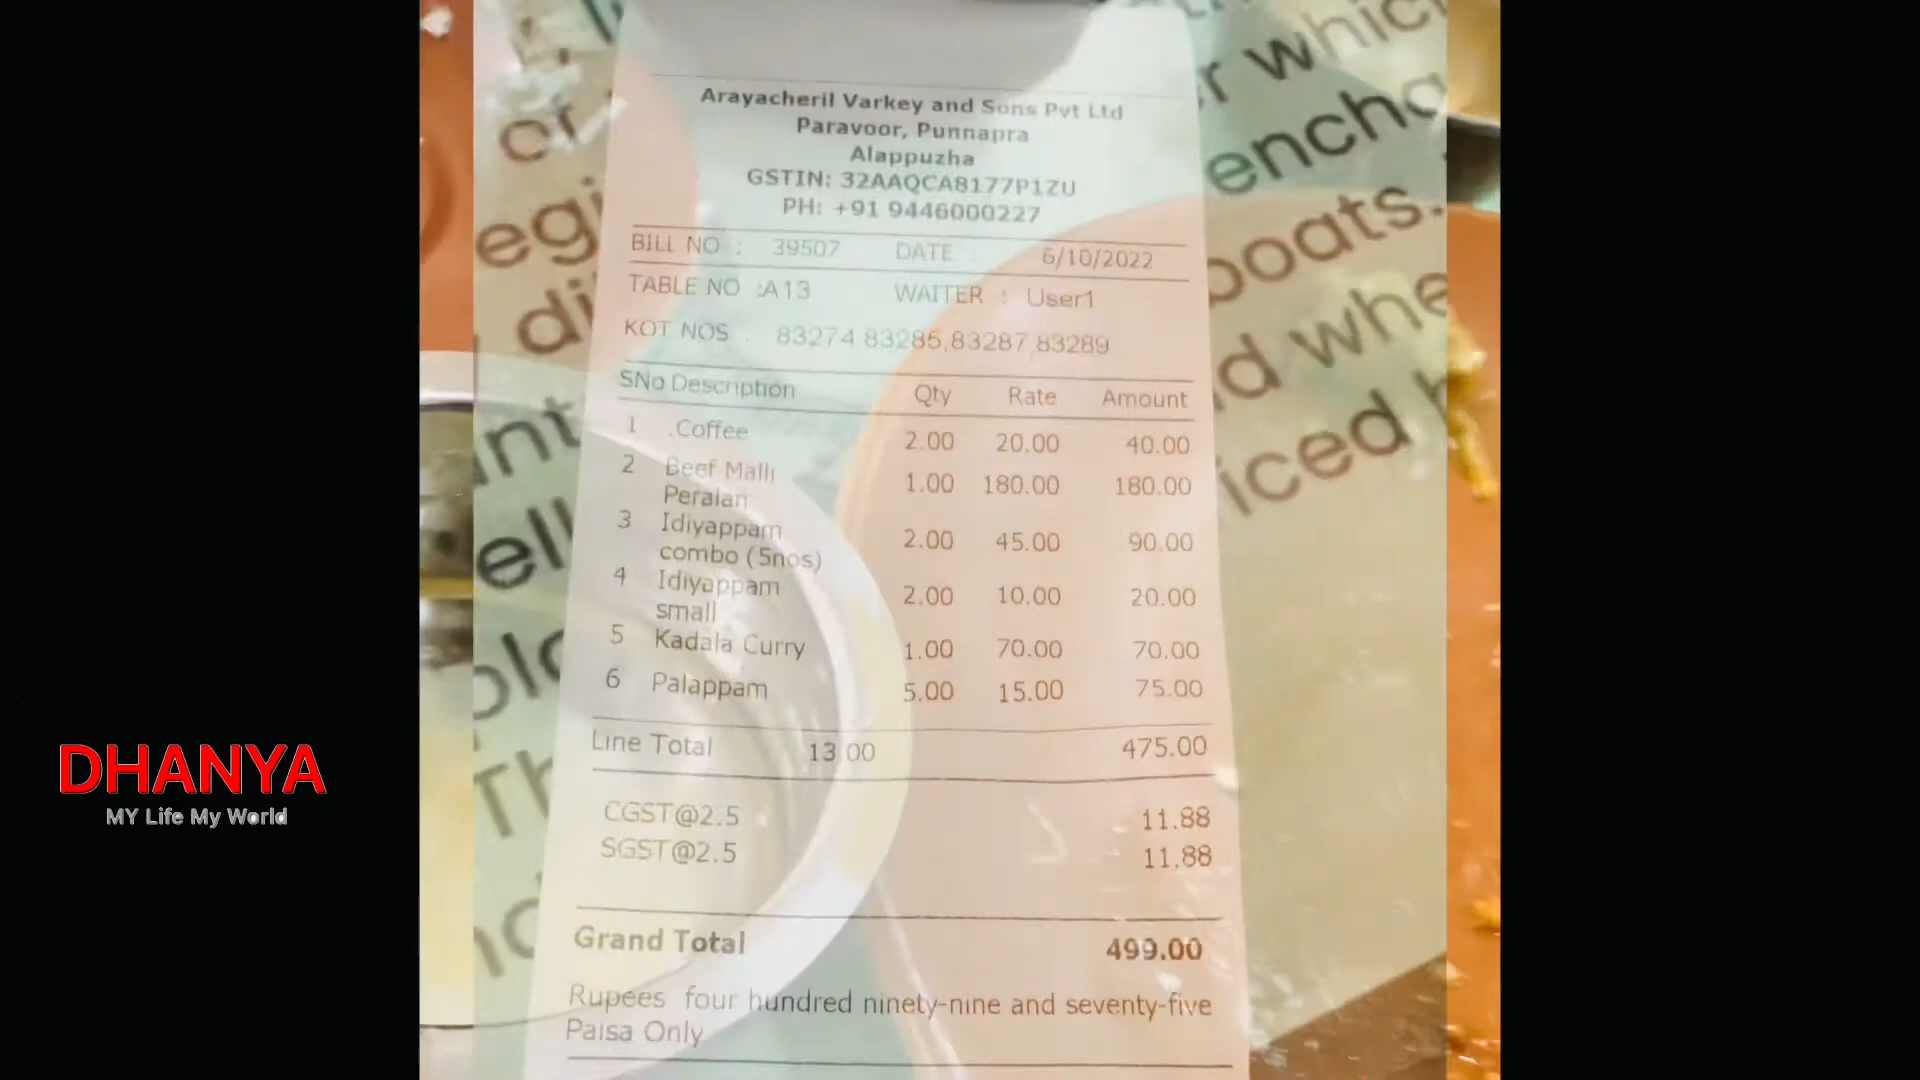 Arayacheril Varkey and Sons Pvt Ltd
Paravoor, Punnapra
Alappuzha
GSTIN: 32AAQCA8177P1ZU
PH: +91 9446000227
BILL NO : 39507 DATE : 6/10/2022
TABLE NO :A13 WAITER : User1
KOT NOS : 83274 83285,83287,83289
SNo Description Qty Rate Amount
1 .Coffee 2.00 20.00 40.00
2 Beef Malli 1.00 180.00 180.00
Peralan
3 Idiyappam 2.00 45.00 90.00
combo (5nos)
4 Idiyappam 2.00 10.00 20.00
small
5 Kadala Curry 1.00 70.00 70.00
6 Palappam 5.00 15.00 75.00
Line Total 13.00 475.00
CGST@2.5 11.88
SGST@2.5 11.88
Grand Total 499.00
Rupees four hundred ninety-nine and seventy-five
Paisa Only
DHANYA
MY Life My World
or
r which
poats.
iced